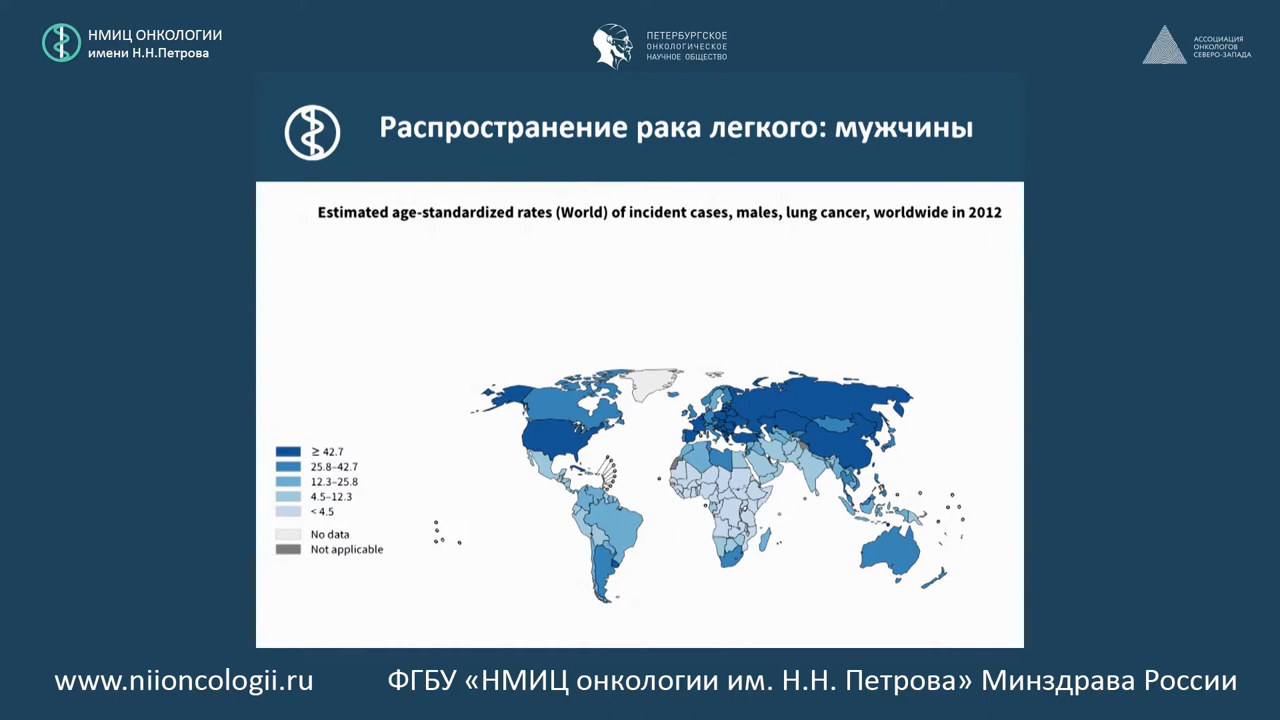 НМИЦ ОНКОЛОГИИ
имени Н.Н.Петрова
ПЕТЕРБУРГСКОЕ
ОНКОЛОГИЧЕСКОЕ
НАУЧНОЕ ОБЩЕСТВО
АССОЦИАЦИЯ
ОНКОЛОГОВ
СЕВЕРО-ЗАПАДА
Распространение рака легкого: мужчины
Estimated age-standardized rates (World) of incident cases, males, lung cancer, worldwide in 2012
≥ 42.7
25.8–42.7
12.3–25.8
4.5–12.3
< 4.5
No data
Not applicable
www.niioncologii.ru
ФГБУ «НМИЦ онкологии им. Н.Н. Петрова» Минздрава России